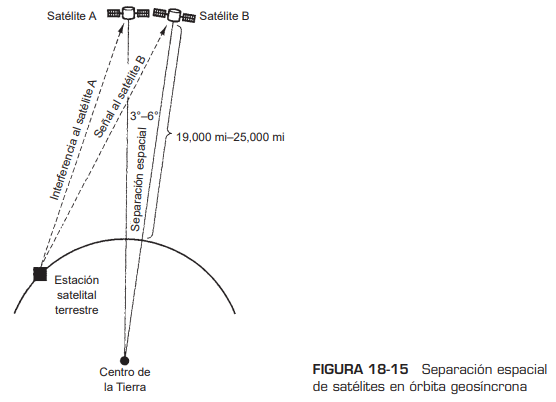 Satélite A
Satélite B
Interferencia al satélite A
Señal al satélite B
3°–6°
Separación espacial
19,000 mi–25,000 mi
Estación
satelital
terrestre
Centro de
la Tierra
FIGURA 18-15 Separación espacial
de satélites en órbita geosíncrona